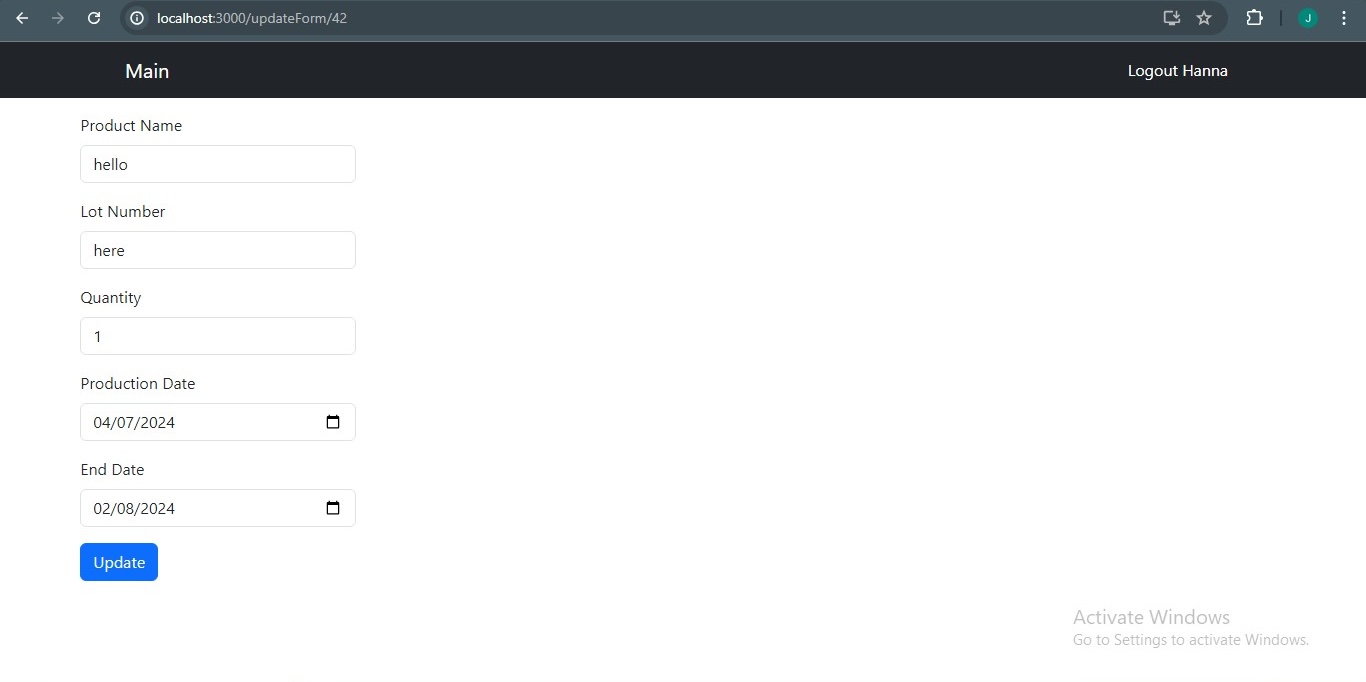 localhost:3000/updateForm/42
J
Main
Logout Hanna
Product Name
hello
Lot Number
here
Quantity
1
Production Date
04/07/2024
End Date
02/08/2024
Update
Activate Windows
Go to Settings to activate Windows.